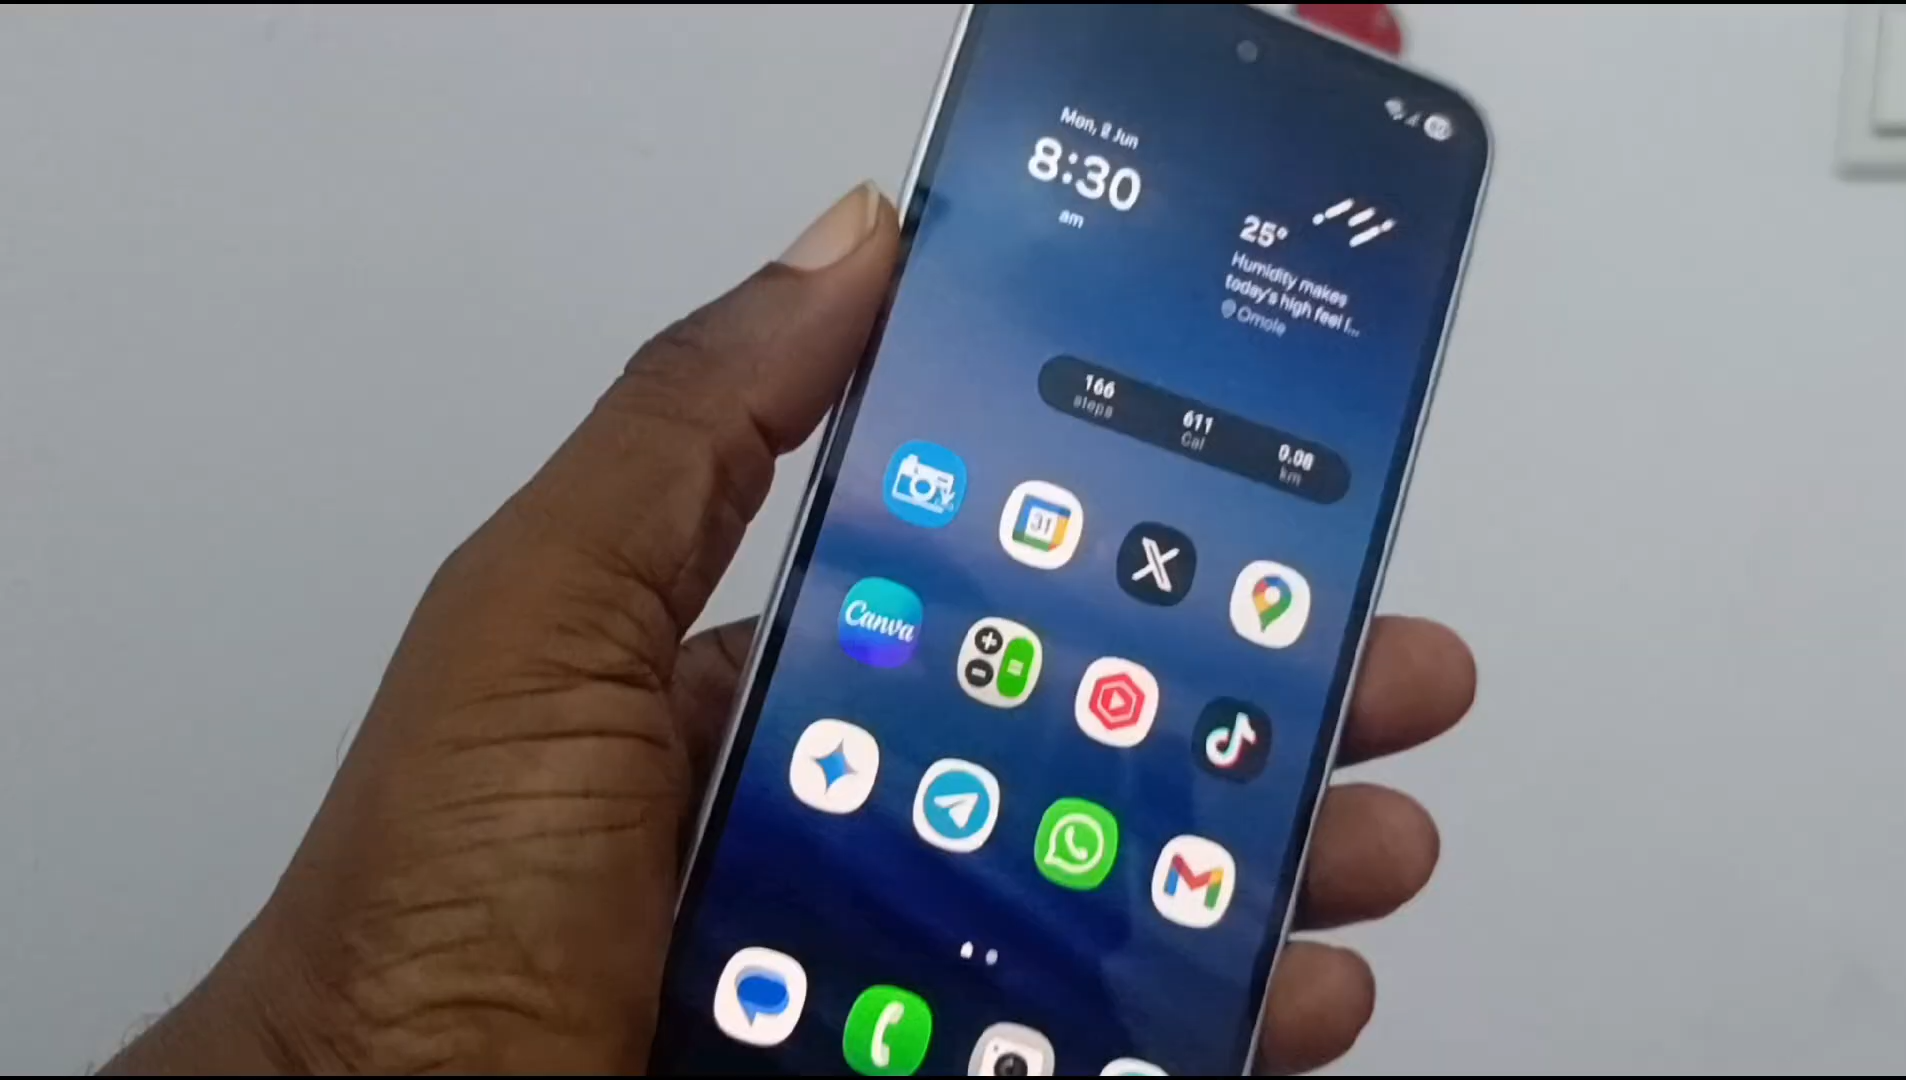 Mon, 2 Jun
8:30
am
25°
Humidity makes
today's high feel l...
Omole
166
steps
611
Cal
0.08
km
31
Canva